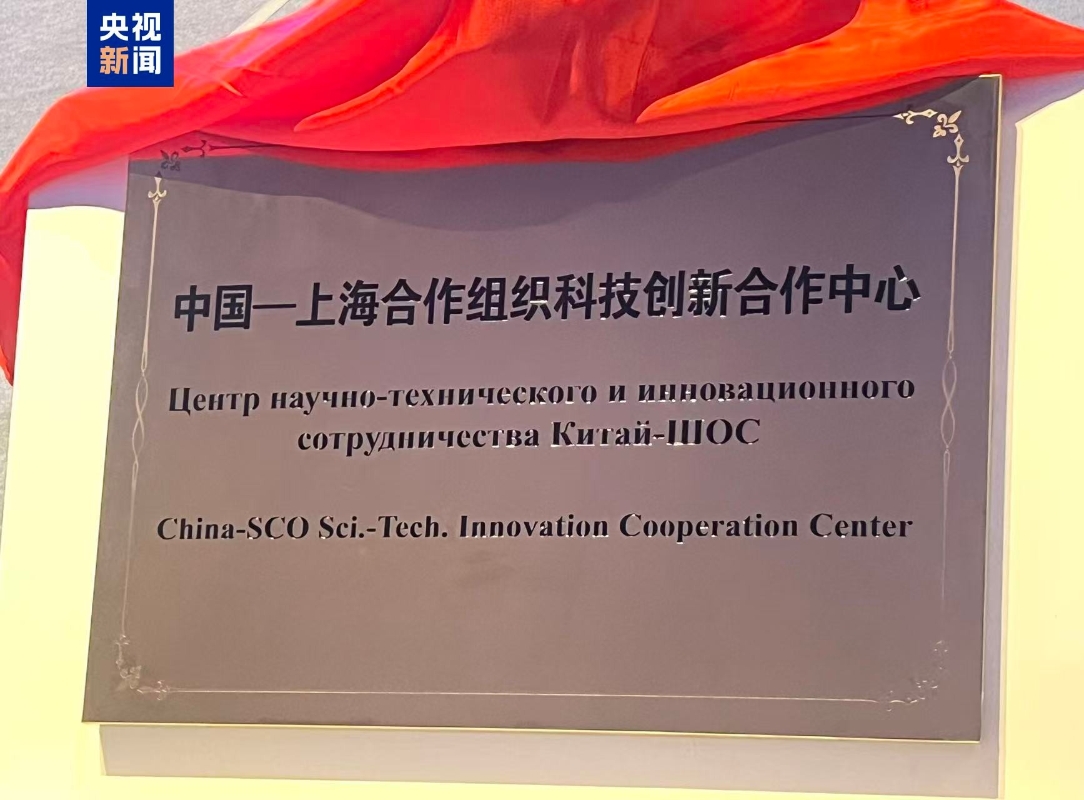 央视
新闻
中国—上海合作组织科技创新合作中心
Центр научно-технического и инновационного
сотрудничества Китай-ШОС
China-SCO Sci.-Tech. Innovation Cooperation Center